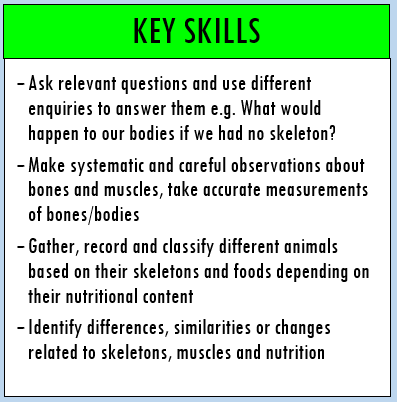 KEY SKILLS
– Ask relevant questions and use different
enquiries to answer them e.g. What would
happen to our bodies if we had no skeleton?
– Make systematic and careful observations about
bones and muscles, take accurate measurements
of bones/bodies
– Gather, record and classify different animals
based on their skeletons and foods depending on
their nutritional content
– Identify differences, similarities or changes
related to skeletons, muscles and nutrition